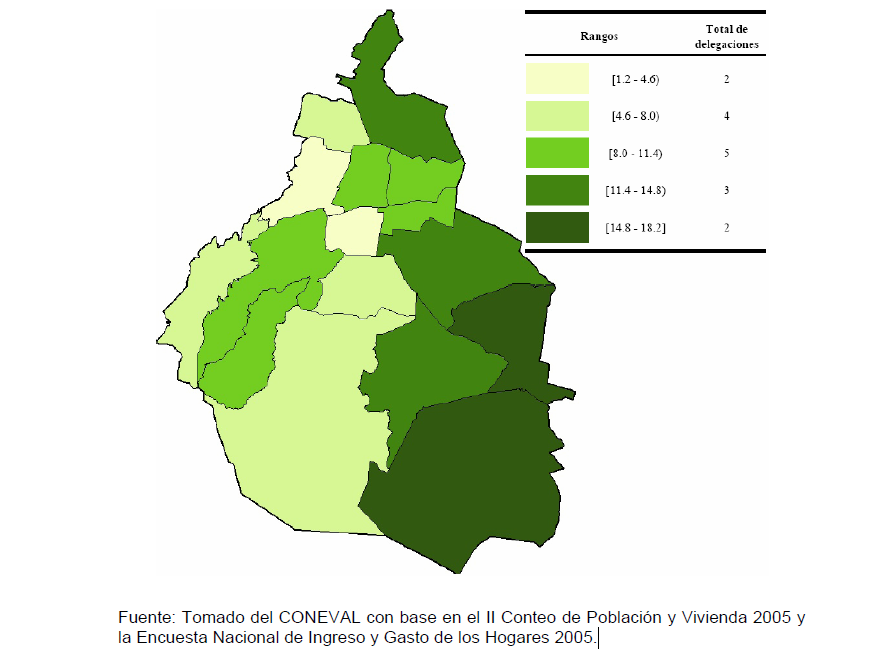 Rangos Total de delegaciones
[1.2 - 4.6) 2
[4.6 - 8.0) 4
[8.0 - 11.4) 5
[11.4 - 14.8) 3
[14.8 - 18.2] 2
Fuente: Tomado del CONEVAL con base en el II Conteo de Población y Vivienda 2005 y
la Encuesta Nacional de Ingreso y Gasto de los Hogares 2005.